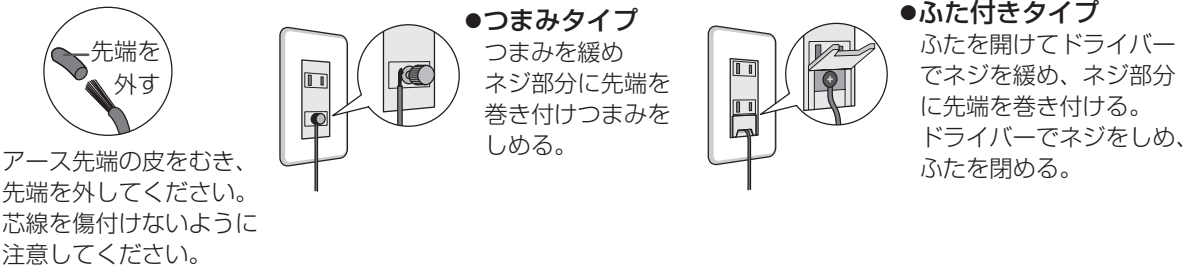 先端を
外す
アース先端の皮をむき、
先端を外してください。
芯線を傷付けないように
注意してください。
●つまみタイプ
つまみを緩め
ネジ部分に先端を
巻き付けつまみを
しめる。
●ふた付きタイプ
ふたを開けてドライバー
でネジを緩め、ネジ部分
に先端を巻き付ける。
ドライバーでネジをしめ、
ふたを閉める。